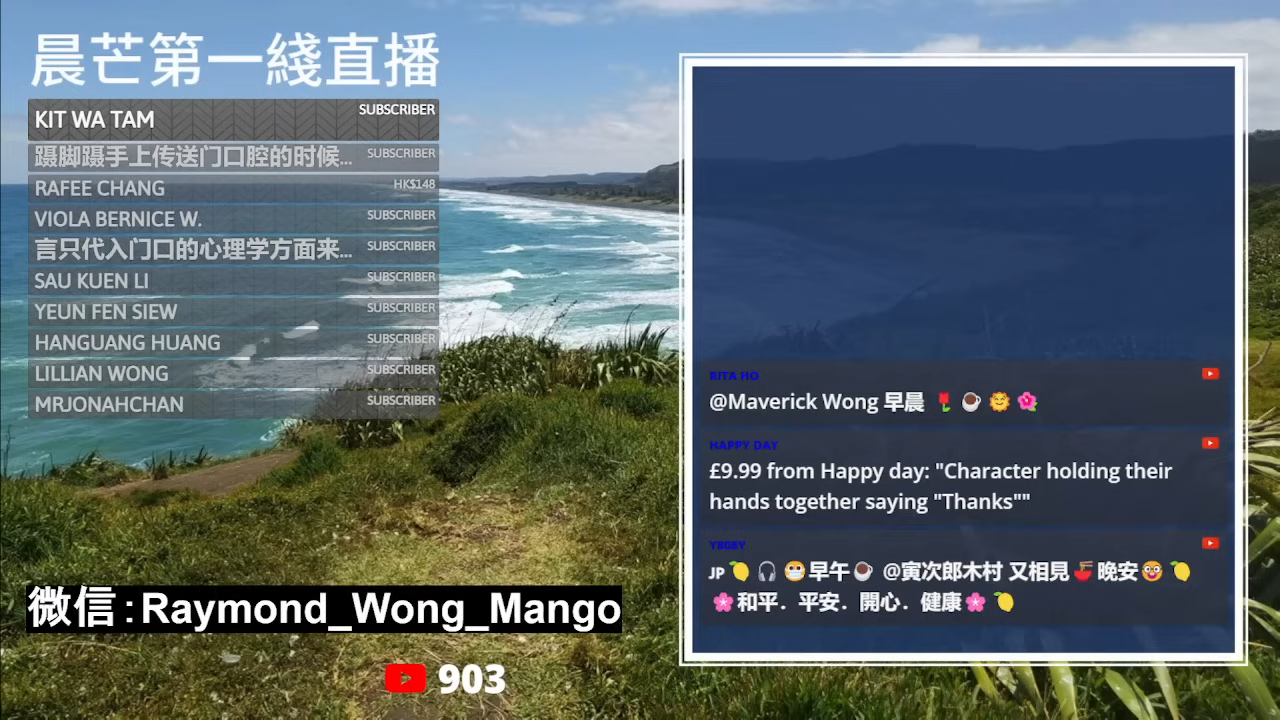 晨芒第一綫直播
KIT WA TAM SUBSCRIBER
蹑脚蹑手上传送门口腔的时候... SUBSCRIBER
RAFEE CHANG HK$148
VIOLA BERNICE W. SUBSCRIBER
言只代入门口的心理学方面来... SUBSCRIBER
SAU KUEN LI SUBSCRIBER
YEUN FEN SIEW SUBSCRIBER
HANGUANG HUANG SUBSCRIBER
LILLIAN WONG SUBSCRIBER
MRJONAHCHAN SUBSCRIBER
微信:Raymond_Wong_Mango
903
RITA HO
@Maverick Wong 早晨 🌷☕🌞🌺
HAPPY DAY
£9.99 from Happy day: "Character holding their
hands together saying "Thanks""
YBGBY
JP🍋🎧😷早午☕ @寅次郎木村 又相見🍜晚安🤡🍋
🌸和平．平安．開心．健康🌸🍋